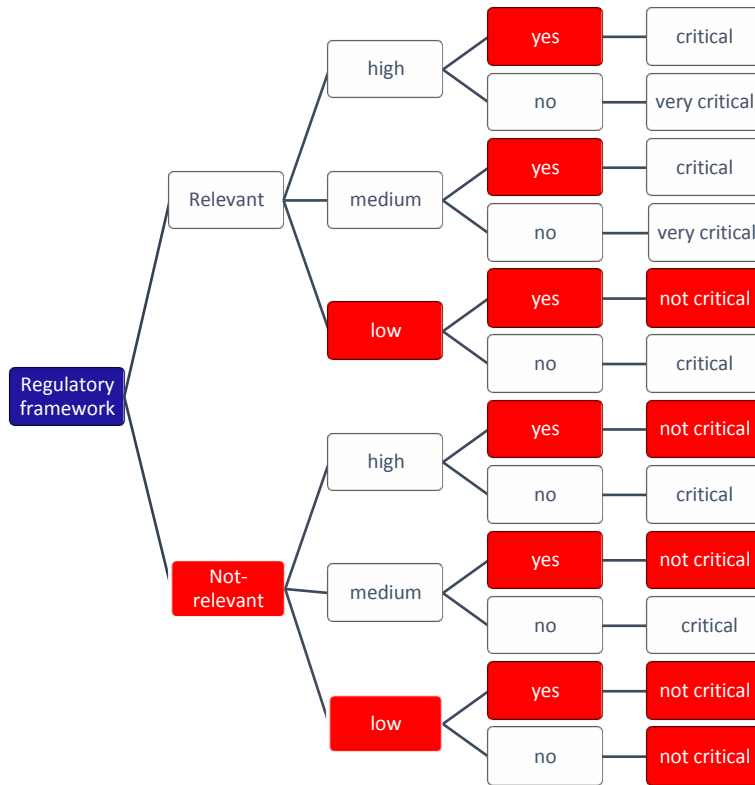 yes
critical
high
no
very critical
yes
critical
Relevant
medium
no
very critical
yes
not critical
low
no
critical
Regulatory
framework
yes
not critical
high
no
critical
yes
not critical
Not-
relevant
medium
no
critical
yes
not critical
low
no
not critical